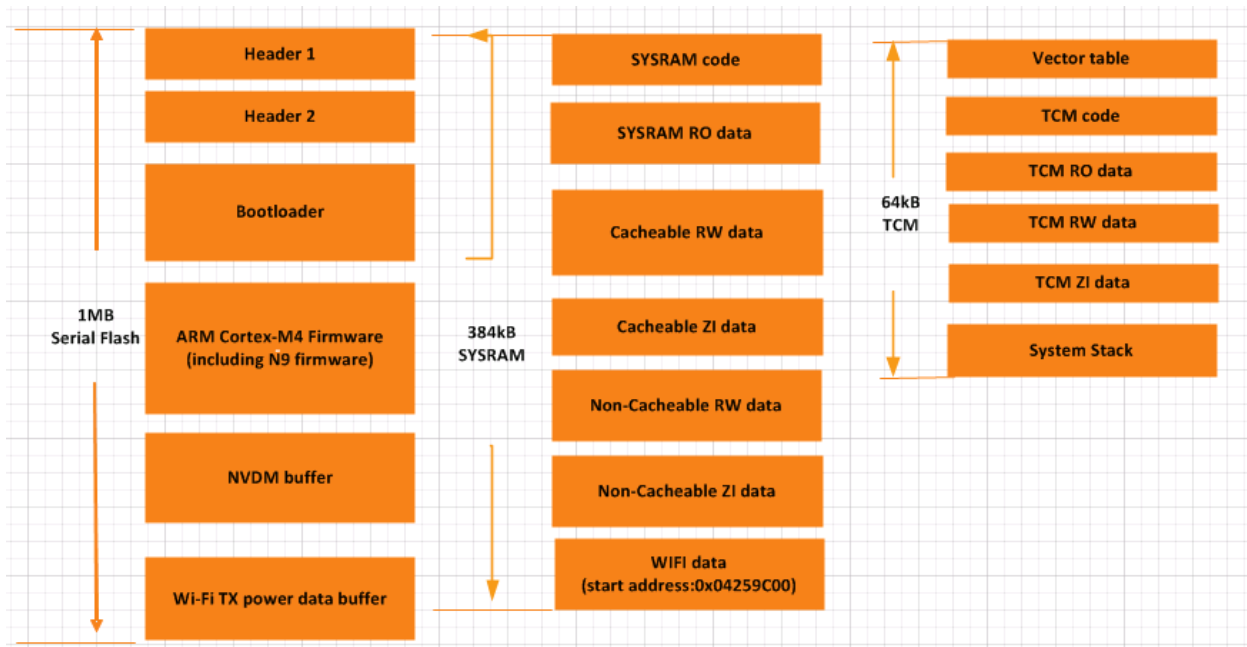 Header 1
Header 2
Bootloader
1MB
Serial Flash
ARM Cortex-M4 Firmware
(including N9 firmware)
NVDM buffer
Wi-Fi TX power data buffer
SYSRAM code
SYSRAM RO data
Cacheable RW data
384kB
SYSRAM
Cacheable ZI data
Non-Cacheable RW data
Non-Cacheable ZI data
WIFI data
(start address:0x04259C00)
Vector table
TCM code
TCM RO data
64kB
TCM
TCM RW data
TCM ZI data
System Stack